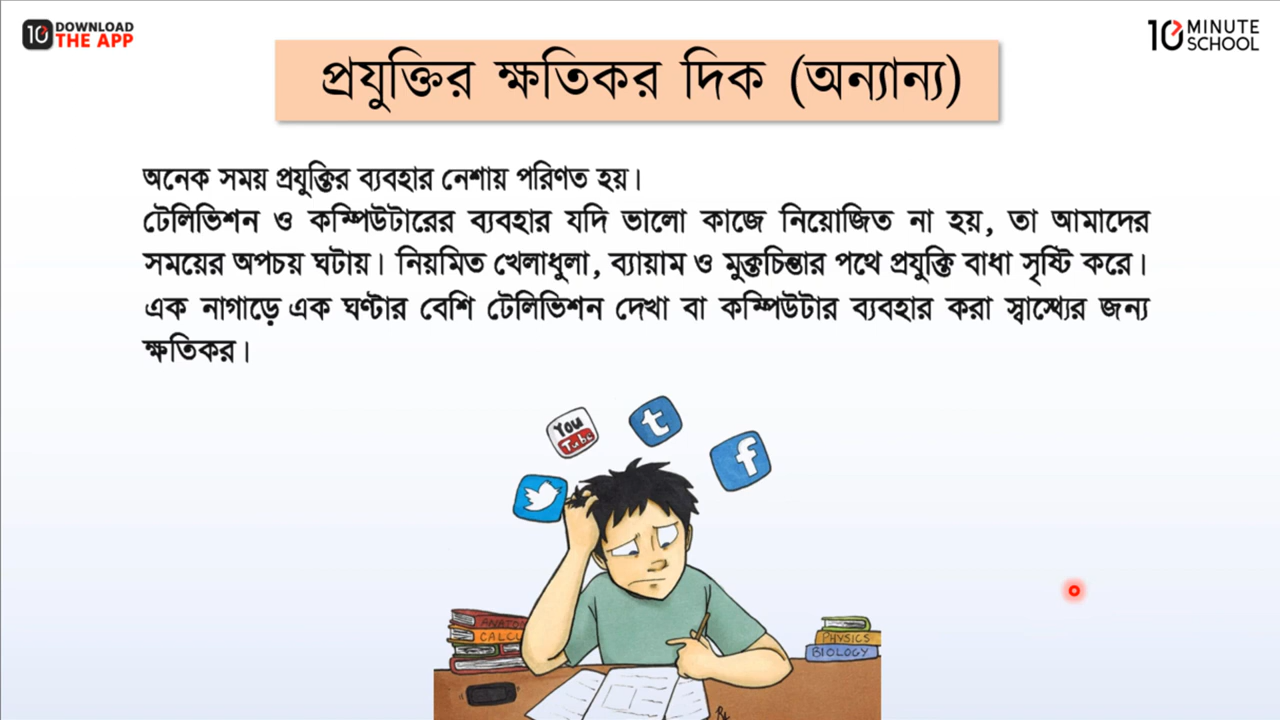 10 DOWNLOAD
THE APP
10 MINUTE
SCHOOL
প্রযুক্তির ক্ষতিকর দিক (অন্যান্য)
অনেক সময় প্রযুক্তির ব্যবহার নেশায় পরিণত হয়।
টেলিভিশন ও কম্পিউটারের ব্যবহার যদি ভালো কাজে নিয়োজিত না হয়, তা আমাদের
সময়ের অপচয় ঘটায়। নিয়মিত খেলাধুলা, ব্যায়াম ও মুক্তচিন্তার পথে প্রযুক্তি বাধা সৃষ্টি করে।
এক নাগাড়ে এক ঘণ্টার বেশি টেলিভিশন দেখা বা কম্পিউটার ব্যবহার করা স্বাস্থ্যের জন্য
ক্ষতিকর।
You
Tube
t
f
PHYSICS
BIOLOGY